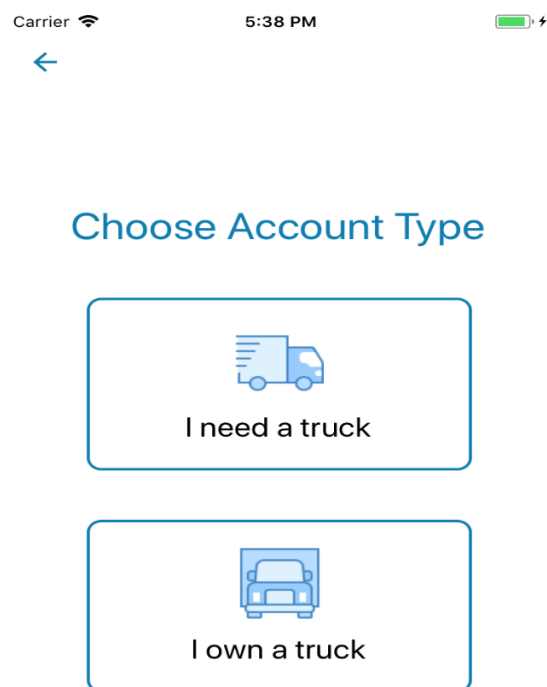 Carrier
5:38 PM
Choose Account Type
I need a truck
I own a truck